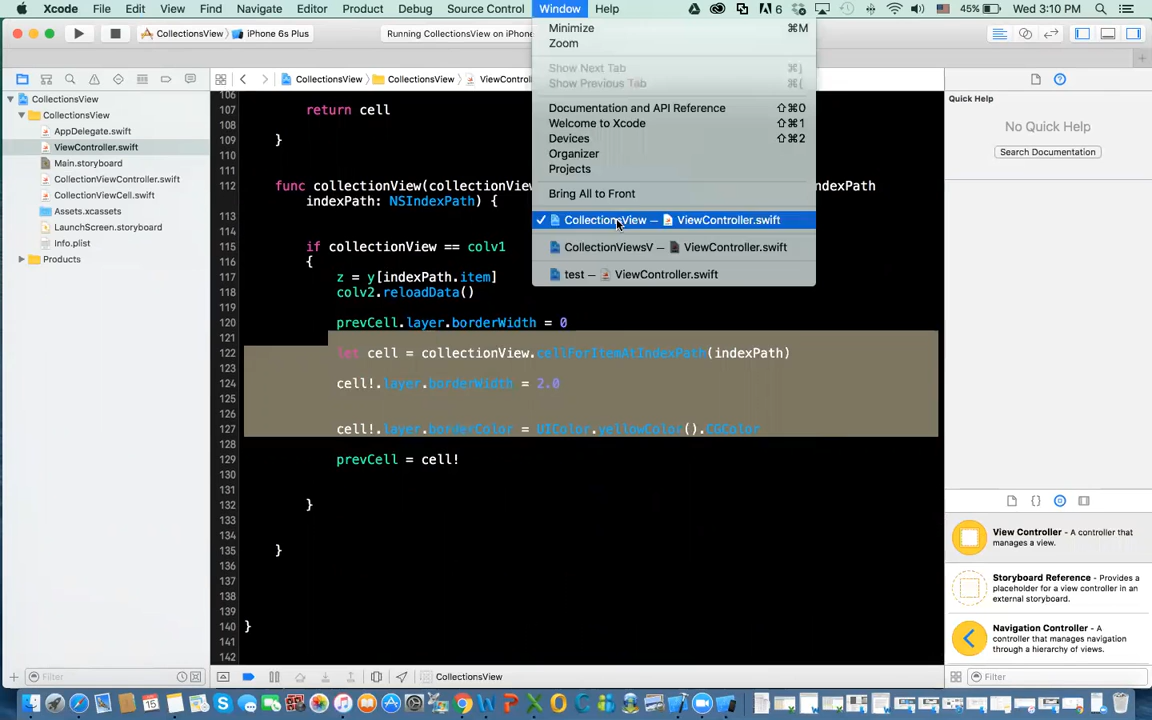 Xcode File Edit View Find Navigate Editor Product Debug Source Control Window Help 6 45% Wed 3:10 PM
CollectionsView iPhone 6s Plus Running CollectionsView on iPhone
Minimize ⌘M
Zoom
Show Next Tab ⌘}
Show Previous Tab ⌘{
Documentation and API Reference ⇧⌘0
Welcome to Xcode ⇧⌘1
Devices ⇧⌘2
Organizer
Projects
Bring All to Front
✓ CollectionsView — ViewController.swift
CollectionViewsV — ViewController.swift
test — ViewController.swift
CollectionsView CollectionsView ViewContro
CollectionsView
CollectionsView
AppDelegate.swift
ViewController.swift
Main.storyboard
CollectionViewController.swift
CollectionViewCell.swift
Assets.xcassets
LaunchScreen.storyboard
Info.plist
Products
106
107 return cell
108
109 }
110
111
112 func collectionView(collectionView indexPath
indexPath: NSIndexPath) {
113
114
115 if collectionView == colv1
116 {
117 z = y[indexPath.item]
118 colv2.reloadData()
119
120 prevCell.layer.borderWidth = 0
121
122 let cell = collectionView.cellForItemAtIndexPath(indexPath)
123
124 cell!.layer.borderWidth = 2.0
125
126
127 cell!.layer.borderColor = UIColor.yellowColor().CGColor
128
129 prevCell = cell!
130
131
132 }
133
134
135 }
136
137
138
139
140 }
141
142
Quick Help
No Quick Help
Search Documentation
View Controller - A controller that
manages a view.
Storyboard Reference - Provides a
placeholder for a view controller in an
external storyboard.
Navigation Controller - A
controller that manages navigation
through a hierarchy of views.
Filter
CollectionsView
Filter